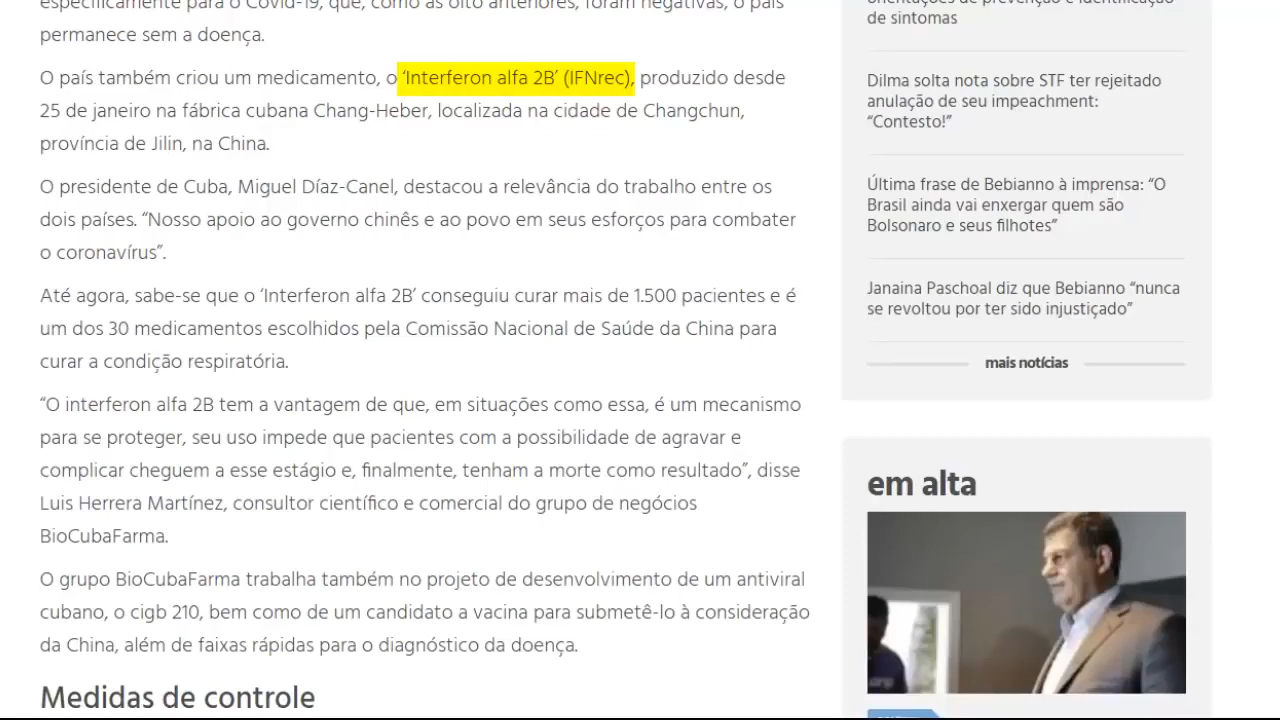 especificamente para o Covid-19, que, como as oito anteriores, foram negativas, o país
permanece sem a doença.
O país também criou um medicamento, o ‘Interferon alfa 2B’ (IFNrec), produzido desde
25 de janeiro na fábrica cubana Chang-Heber, localizada na cidade de Changchun,
província de Jilin, na China.
O presidente de Cuba, Miguel Díaz-Canel, destacou a relevância do trabalho entre os
dois países. “Nosso apoio ao governo chinês e ao povo em seus esforços para combater
o coronavírus”.
Até agora, sabe-se que o ‘Interferon alfa 2B’ conseguiu curar mais de 1.500 pacientes e é
um dos 30 medicamentos escolhidos pela Comissão Nacional de Saúde da China para
curar a condição respiratória.
“O interferon alfa 2B tem a vantagem de que, em situações como essa, é um mecanismo
para se proteger, seu uso impede que pacientes com a possibilidade de agravar e
complicar cheguem a esse estágio e, finalmente, tenham a morte como resultado”, disse
Luis Herrera Martínez, consultor científico e comercial do grupo de negócios
BioCubaFarma.
O grupo BioCubaFarma trabalha também no projeto de desenvolvimento de um antiviral
cubano, o cigb 210, bem como de um candidato a vacina para submetê-lo à consideração
da China, além de faixas rápidas para o diagnóstico da doença.
Medidas de controle
orientações de prevenção e identificação
de sintomas
Dilma solta nota sobre STF ter rejeitado
anulação de seu impeachment:
“Contesto!”
Última frase de Bebianno à imprensa: “O
Brasil ainda vai enxergar quem são
Bolsonaro e seus filhotes”
Janaina Paschoal diz que Bebianno “nunca
se revoltou por ter sido injustiçado”
mais notícias
em alta